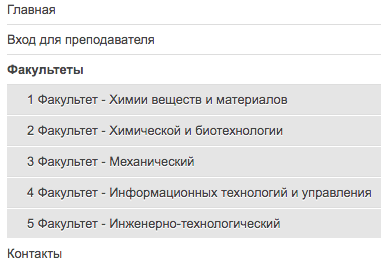 Главная
Вход для преподавателя
Факультеты
1 Факультет - Химии веществ и материалов
2 Факультет - Химической и биотехнологии
3 Факультет - Механический
4 Факультет - Информационных технологий и управления
5 Факультет - Инженерно-технологический
Контакты